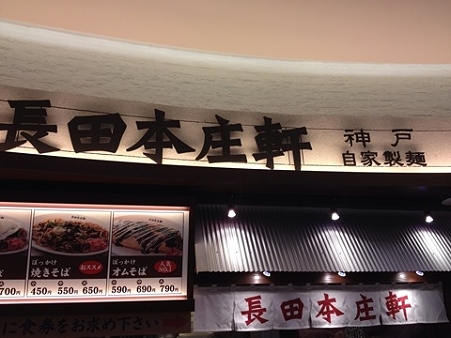 長田本庄軒
神戸
自家製麺
700円
ぼっかけ
焼きそば
おススメ
450円 550円 650円
ぼっかけ
オムそば
人気
NO.1
590円 690円 790円
に食券をお求め下さい
長田本庄軒